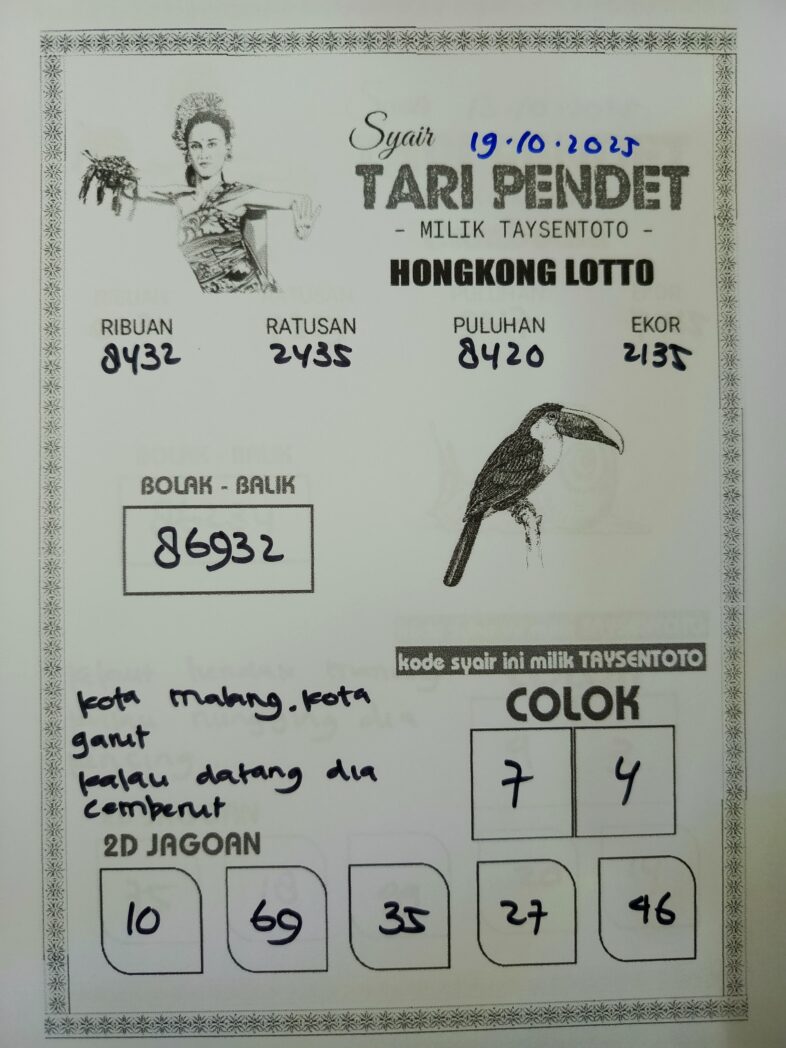 Syair 19.10.2025
TARI PENDET
- MILIK TAYSENTOTO -
HONGKONG LOTTO
RIBUAN RATUSAN PULUHAN EKOR
8432 2435 8420 2135
BOLAK - BALIK
86932
kode syair ini milik TAYSENTOTO
kota malang. kota
garut
kalau datang dia
cemberut
COLOK
7 4
2D JAGOAN
10 69 35 27 46